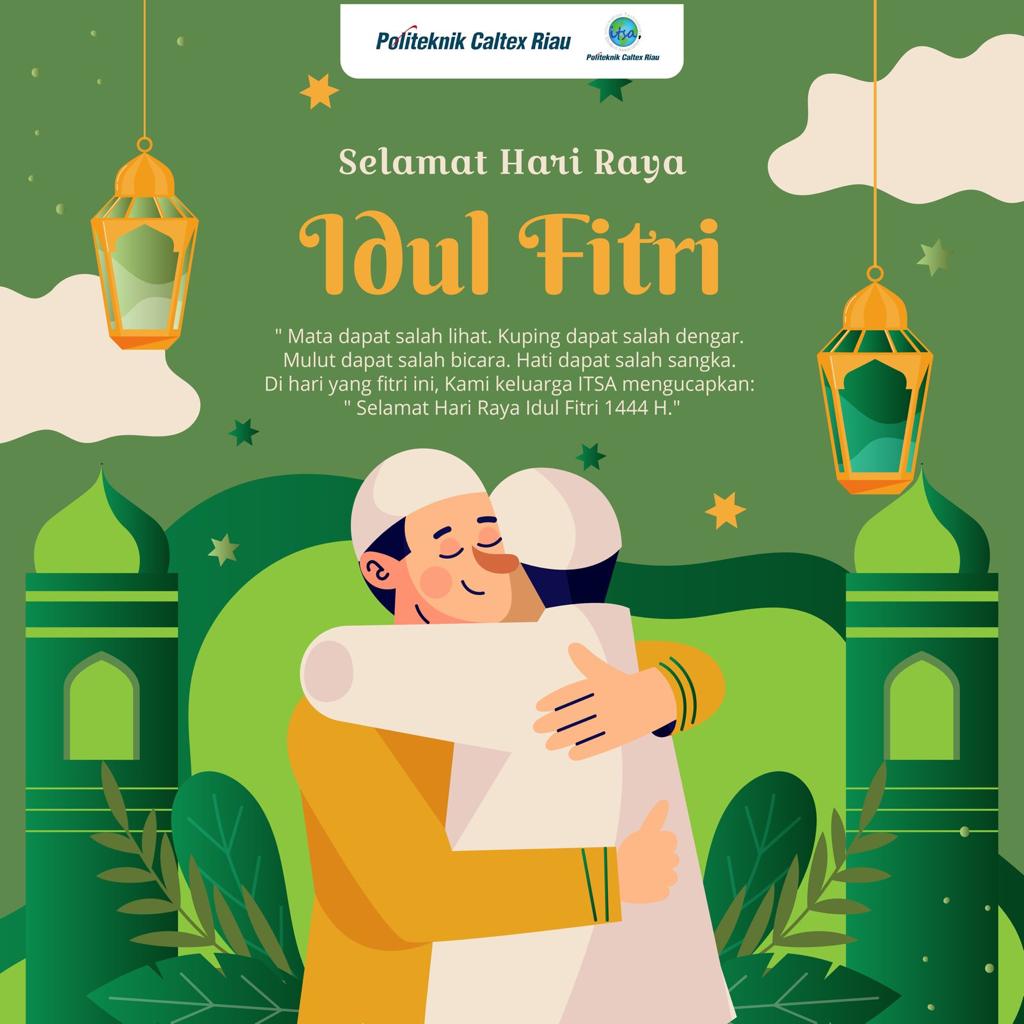 Politeknik Caltex Riau
itsa,
Politeknik Caltex Riau
Selamat Hari Raya
Idul Fitri
" Mata dapat salah lihat. Kuping dapat salah dengar.
Mulut dapat salah bicara. Hati dapat salah sangka.
Di hari yang fitri ini, Kami keluarga ITSA mengucapkan:
" Selamat Hari Raya Idul Fitri 1444 H."